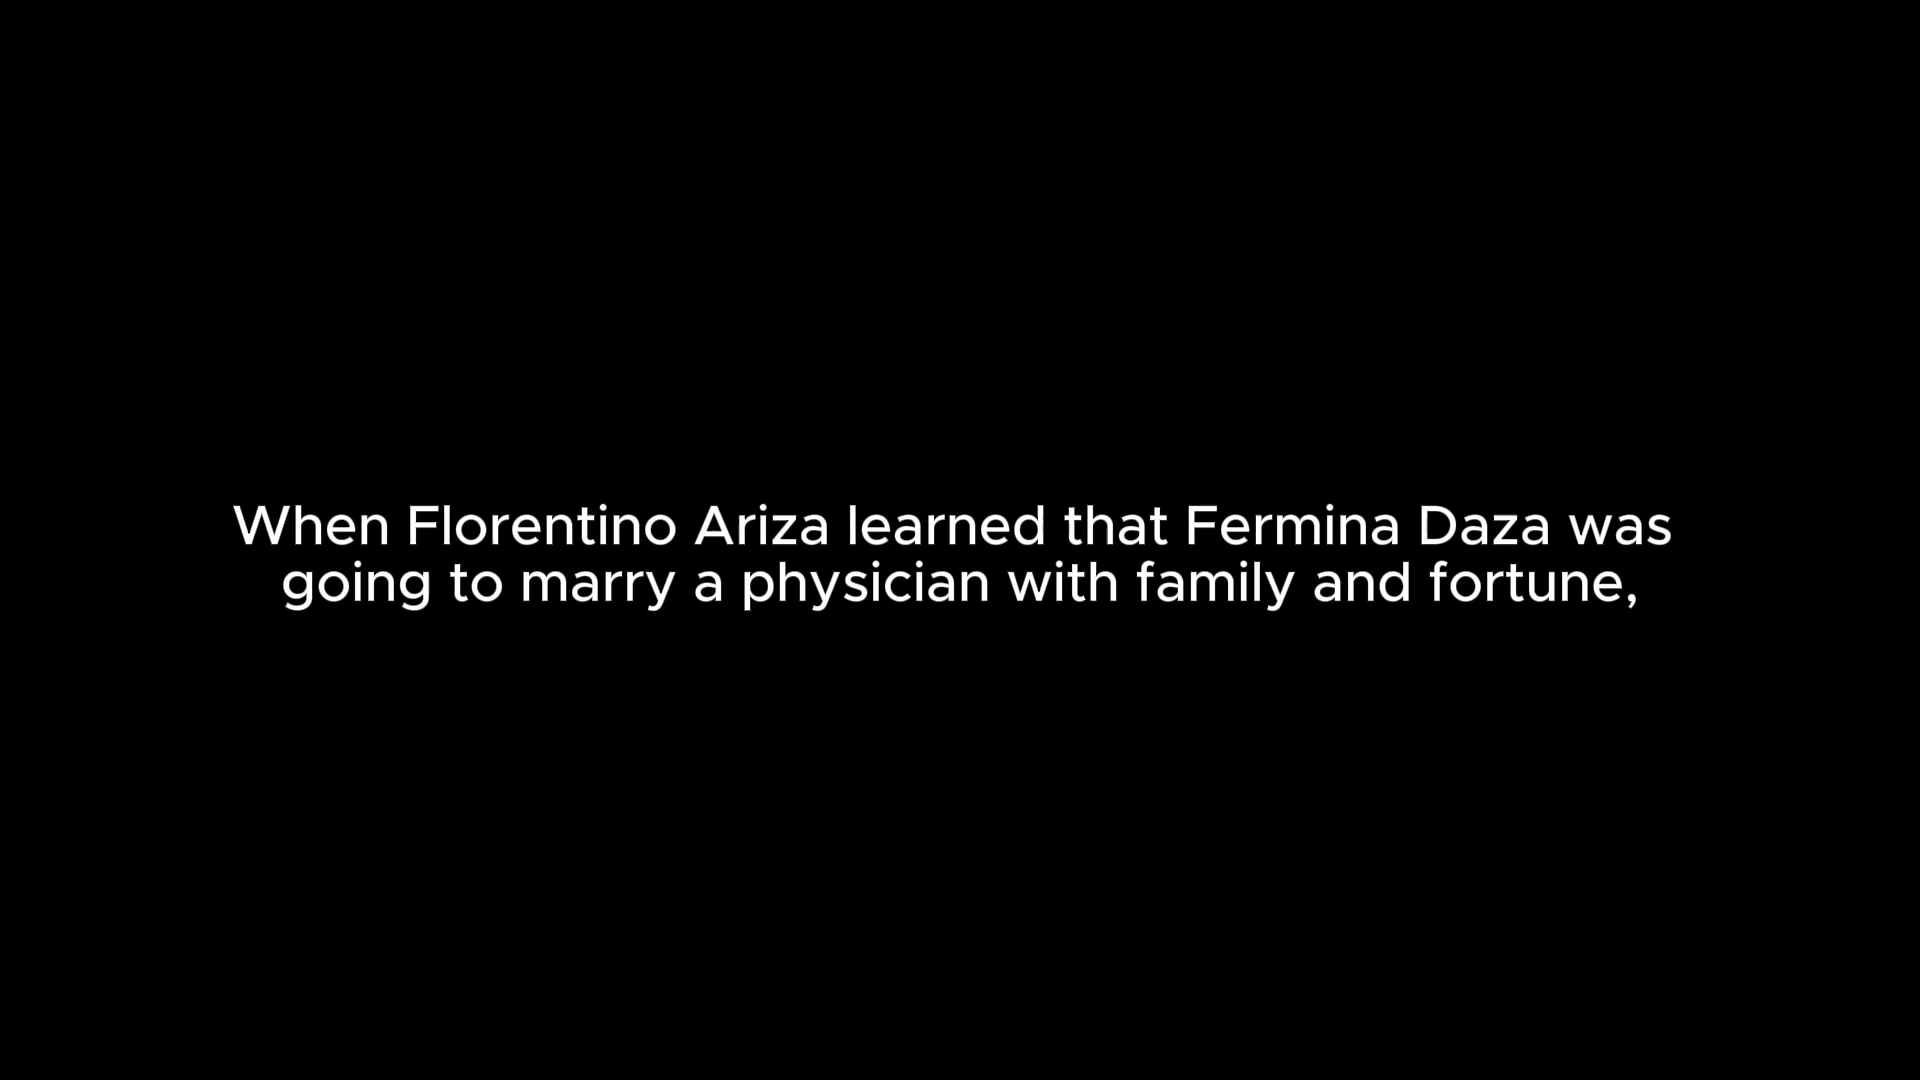 When Florentino Ariza learned that Fermina Daza was
going to marry a physician with family and fortune,